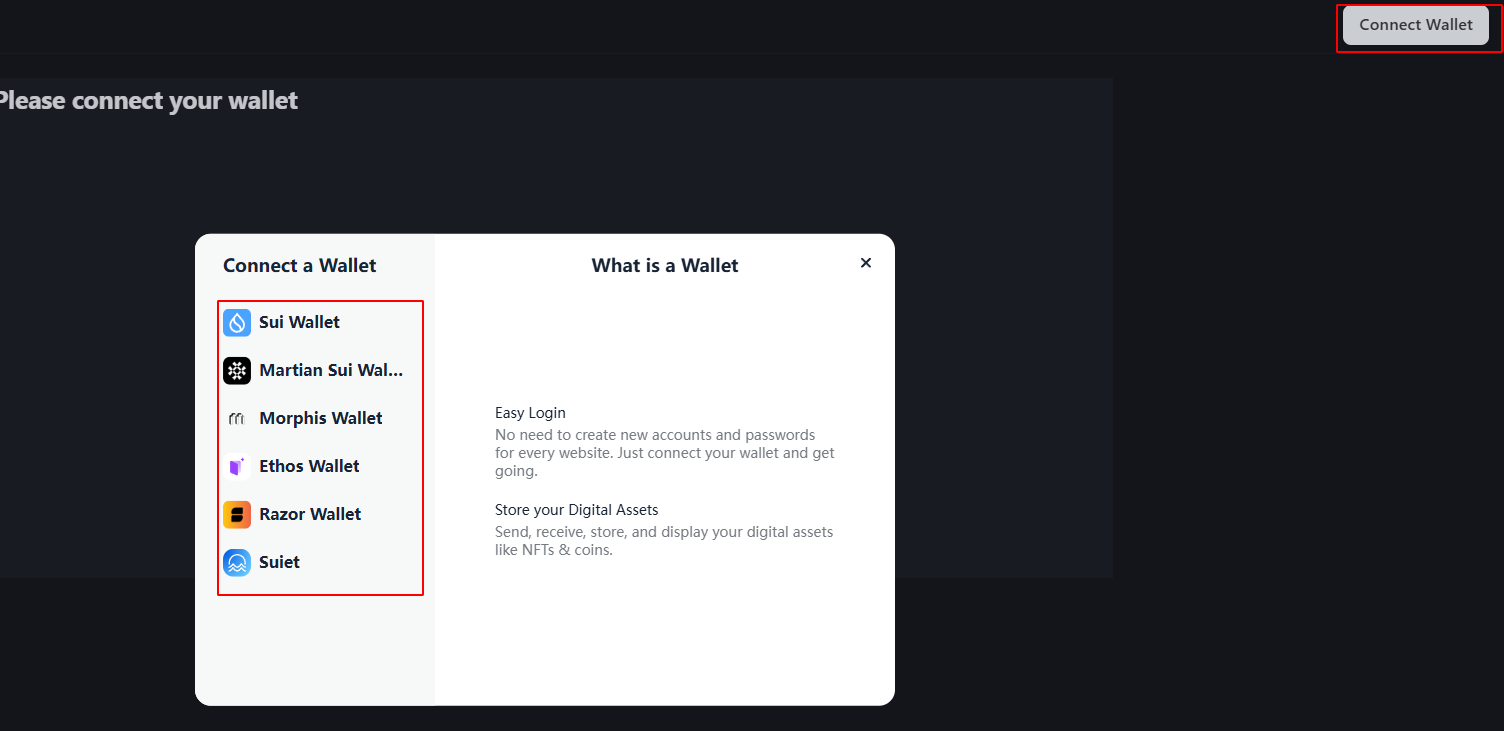 Connect Wallet
Please connect your wallet
Connect a Wallet
Sui Wallet
Martian Sui Wal...
Morphis Wallet
Ethos Wallet
Razor Wallet
Suiet
What is a Wallet
Easy Login
No need to create new accounts and passwords
for every website. Just connect your wallet and get
going.
Store your Digital Assets
Send, receive, store, and display your digital assets
like NFTs & coins.